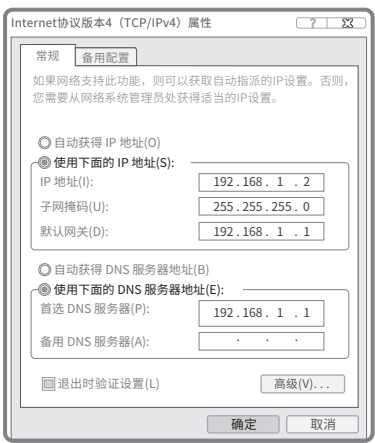 Internet协议版本4（TCP/IPv4）属性
常规 备用配置
如果网络支持此功能，则可以获取自动指派的IP设置。否则，
您需要从网络系统管理员处获得适当的IP设置。
自动获得 IP 地址(O)
使用下面的 IP 地址(S):
IP 地址(I): 192.168. 1 . 2
子网掩码(U): 255.255.255. 0
默认网关(D): 192.168. 1 . 1
自动获得 DNS 服务器地址(B)
使用下面的 DNS 服务器地址(E):
首选 DNS 服务器(P): 192.168. 1 . 1
备用 DNS 服务器(A): . . .
退出时验证设置(L) 高级(V)...
确定 取消